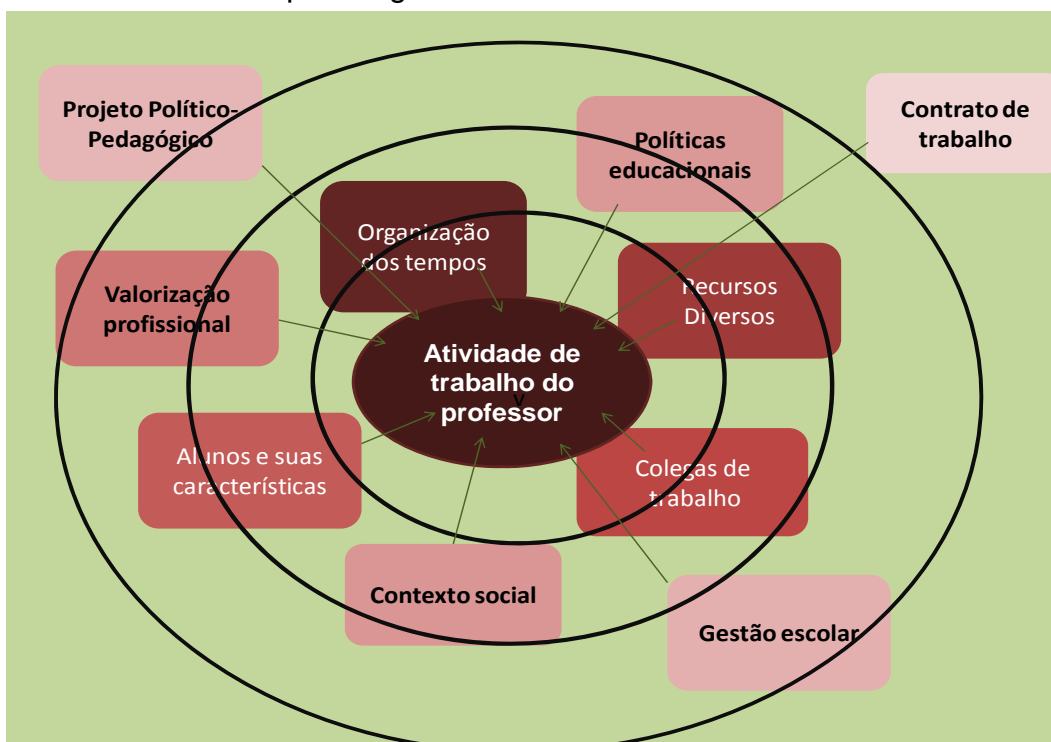 Projeto Político-
Pedagógico
Políticas
educacionais
Contrato de
trabalho
Organização
dos tempos
Valorização
profissional
Recursos
Diversos
Atividade de
trabalho do
professor
v
Alunos e suas
características
Colegas de
trabalho
Contexto social
Gestão escolar